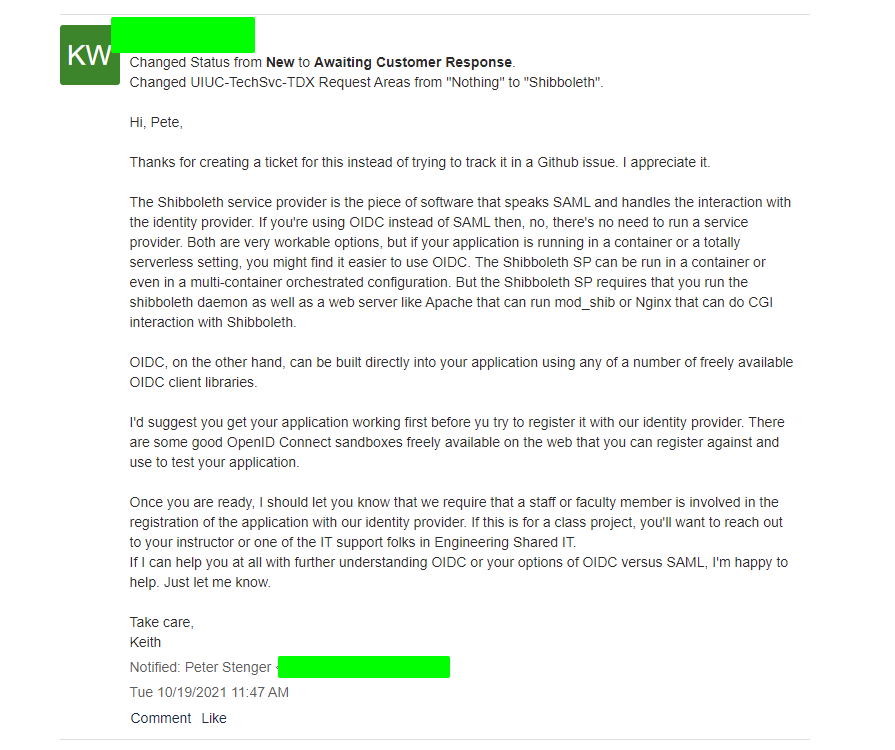 KW
Changed Status from New to Awaiting Customer Response.
Changed UIUC-TechSvc-TDX Request Areas from "Nothing" to "Shibboleth".
Hi, Pete,
Thanks for creating a ticket for this instead of trying to track it in a Github issue. I appreciate it.
The Shibboleth service provider is the piece of software that speaks SAML and handles the interaction with
the identity provider. If you're using OIDC instead of SAML then, no, there's no need to run a service
provider. Both are very workable options, but if your application is running in a container or a totally
serverless setting, you might find it easier to use OIDC. The Shibboleth SP can be run in a container or
even in a multi-container orchestrated configuration. But the Shibboleth SP requires that you run the
shibboleth daemon as well as a web server like Apache that can run mod_shib or Nginx that can do CGI
interaction with Shibboleth.
OIDC, on the other hand, can be built directly into your application using any of a number of freely available
OIDC client libraries.
I'd suggest you get your application working first before yu try to register it with our identity provider. There
are some good OpenID Connect sandboxes freely available on the web that you can register against and
use to test your application.
Once you are ready, I should let you know that we require that a staff or faculty member is involved in the
registration of the application with our identity provider. If this is for a class project, you'll want to reach out
to your instructor or one of the IT support folks in Engineering Shared IT.
If I can help you at all with further understanding OIDC or your options of OIDC versus SAML, I'm happy to
help. Just let me know.
Take care,
Keith
Notified: Peter Stenger
Tue 10/19/2021 11:47 AM
Comment Like